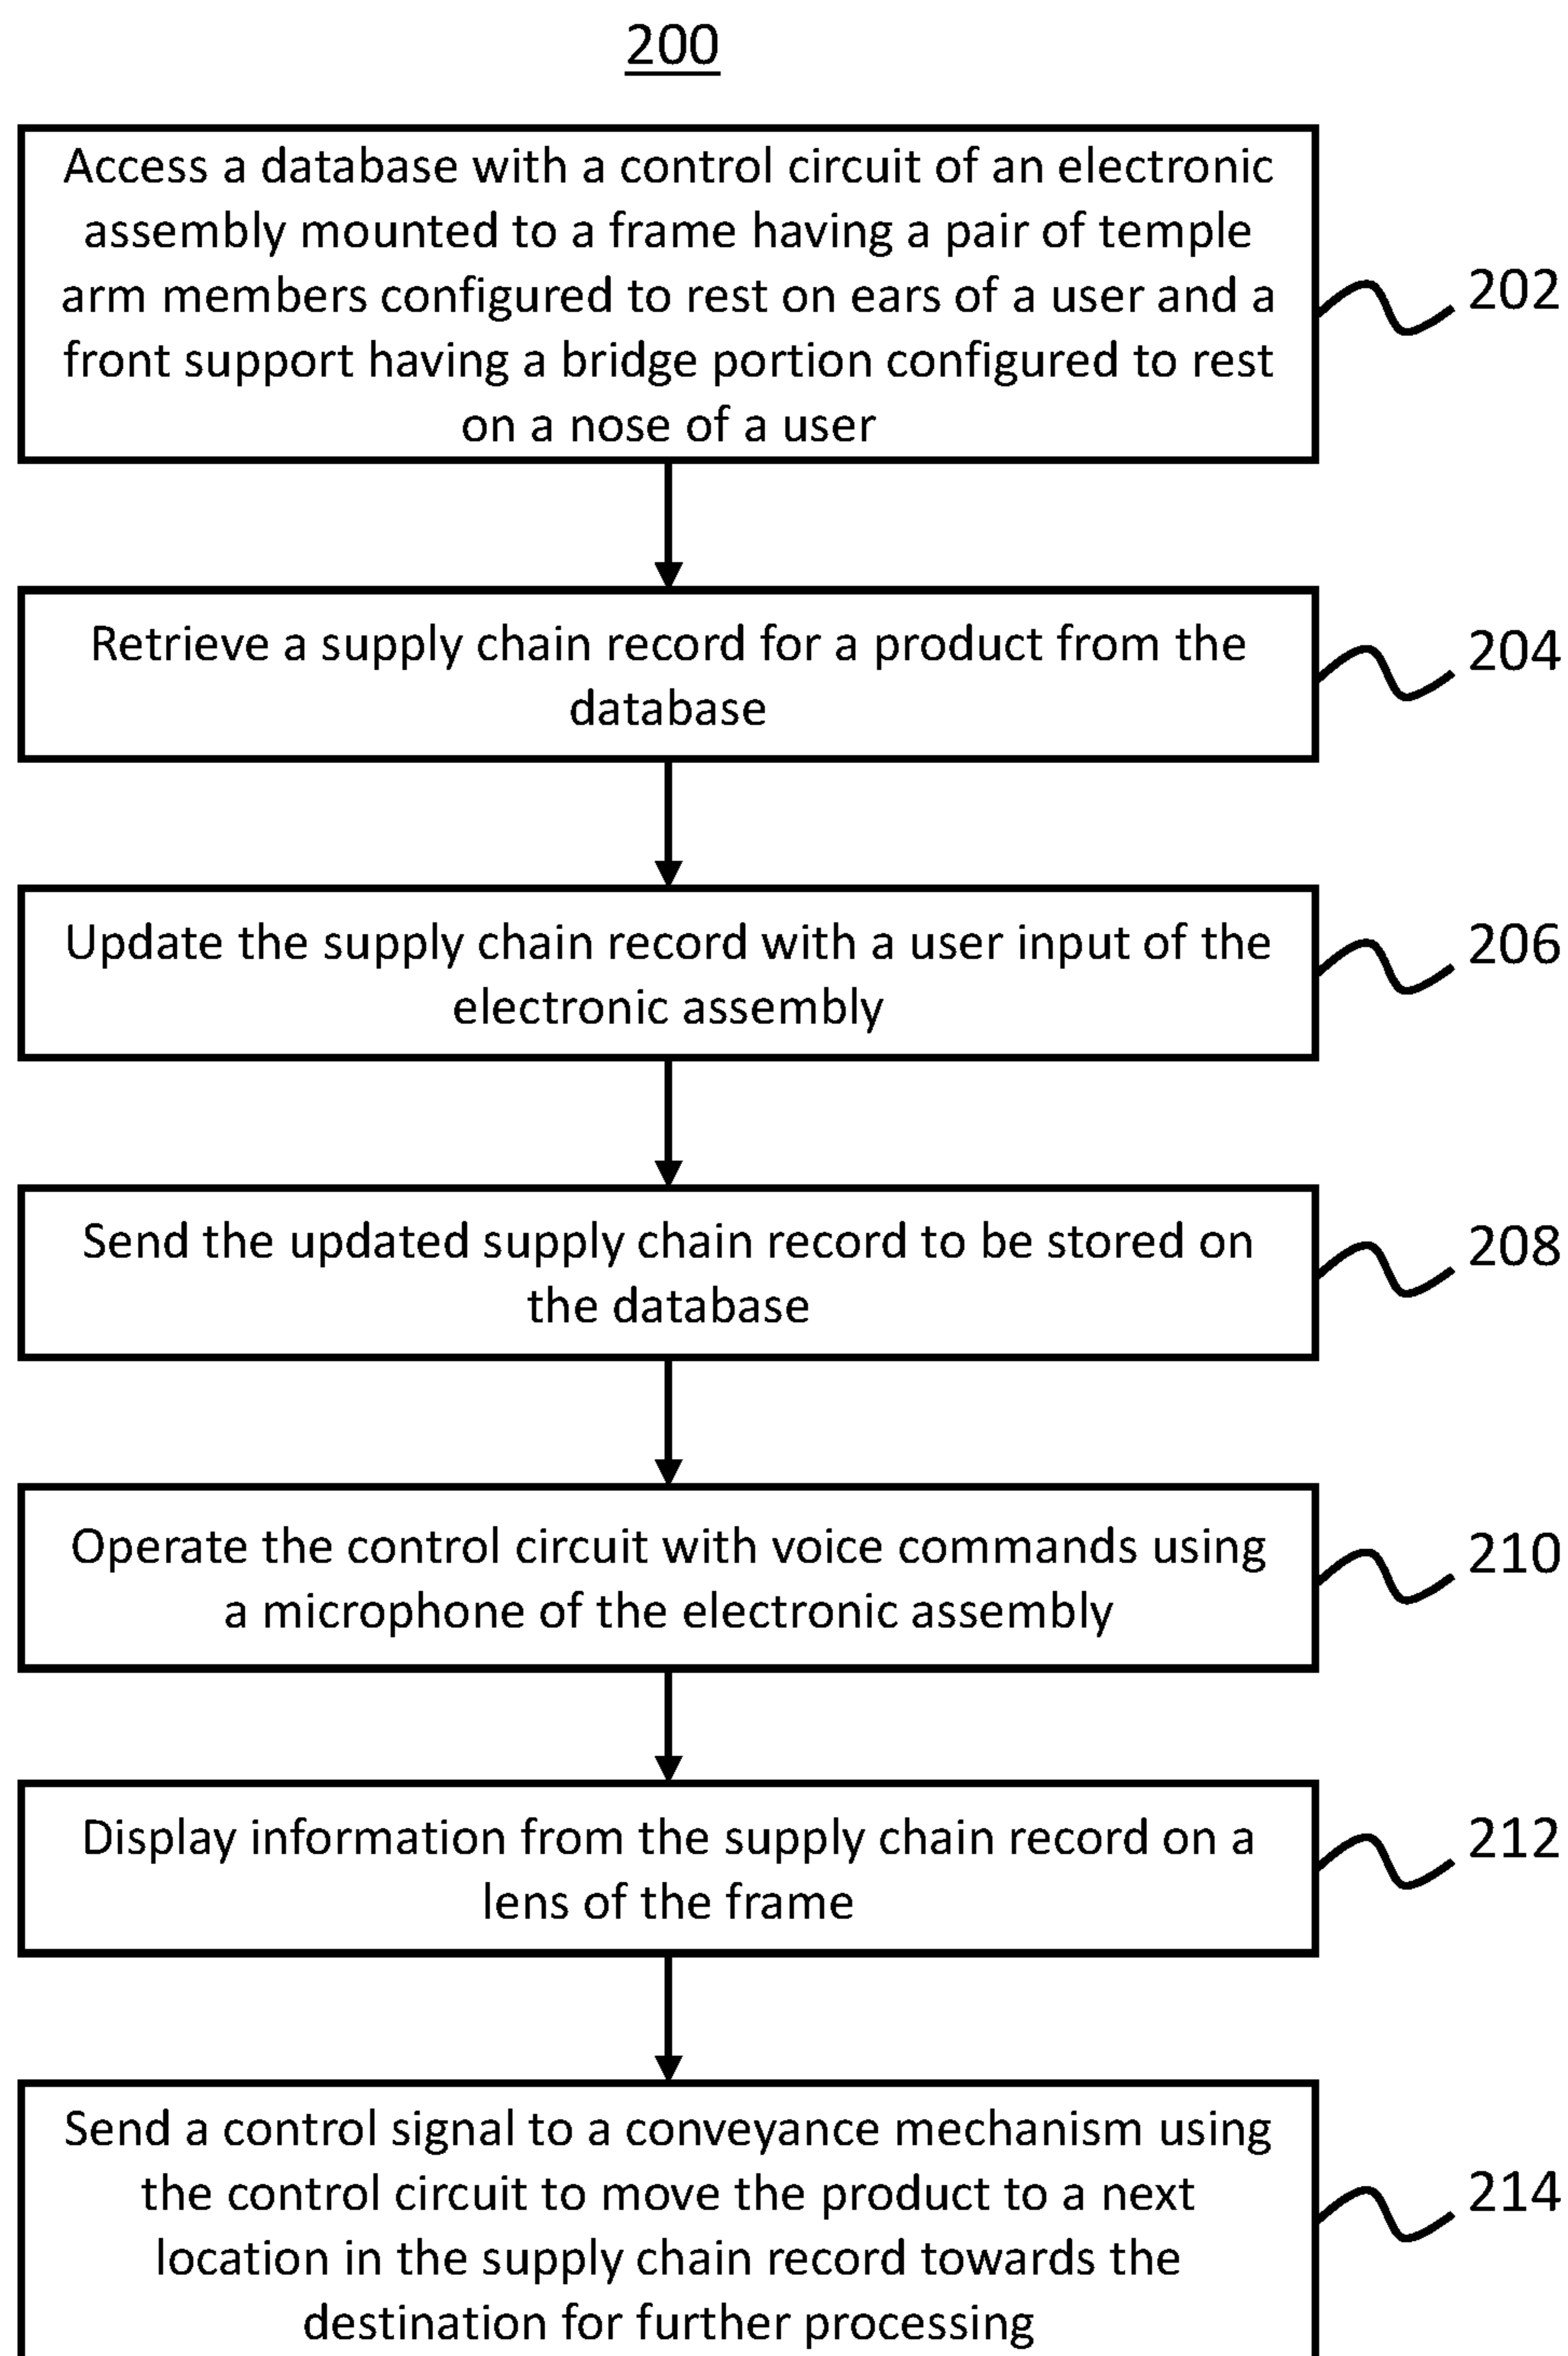 200
Access a database with a control circuit of an electronic
assembly mounted to a frame having a pair of temple
arm members configured to rest on ears of a user and a
front support having a bridge portion configured to rest
on a nose of a user
202
Retrieve a supply chain record for a product from the
database
204
Update the supply chain record with a user input of the
electronic assembly
206
Send the updated supply chain record to be stored on
the database
208
Operate the control circuit with voice commands using
a microphone of the electronic assembly
210
Display information from the supply chain record on a
lens of the frame
212
Send a control signal to a conveyance mechanism using
the control circuit to move the product to a next
location in the supply chain record towards the
destination for further processing
214